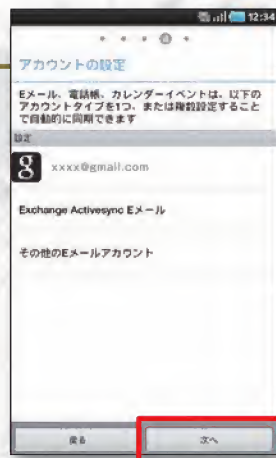 12:34
アカウントの設定
Eメール、電話帳、カレンダーイベントは、以下の
アカウントタイプを1つ、または複数設定すること
で自動的に同期できます
設定
g xxxx@gmail.com
Exchange Activesync Eメール
その他のEメールアカウント
戻る 次へ